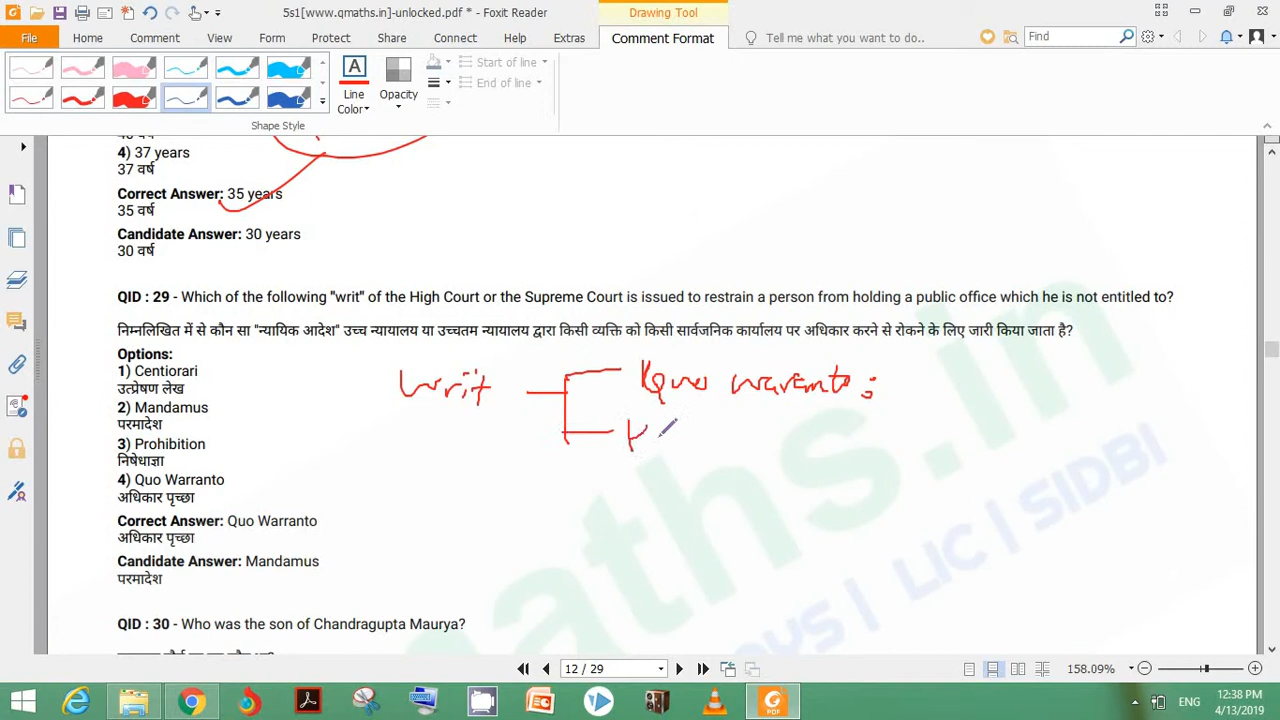 5s1[www.qmaths.in]-unlocked.pdf * - Foxit Reader
Drawing Tool
File Home Comment View Form Protect Share Connect Help Extras Comment Format Tell me what you want to do... Find
Start of line
End of line
Line Color
Opacity
Shape Style
4) 37 years
37 वर्ष
Correct Answer: 35 years
35 वर्ष
Candidate Answer: 30 years
30 वर्ष
QID : 29 - Which of the following "writ" of the High Court or the Supreme Court is issued to restrain a person from holding a public office which he is not entitled to?
निम्नलिखित में से कौन सा "न्यायिक आदेश" उच्च न्यायालय या उच्चतम न्यायालय द्वारा किसी व्यक्ति को किसी सार्वजनिक कार्यालय पर अधिकार करने से रोकने के लिए जारी किया जाता है?
Options:
1) Centiorari
उत्प्रेषण लेख
2) Mandamus
परमादेश
3) Prohibition
निषेधाज्ञा
4) Quo Warranto
अधिकार पृच्छा
Writ Quo
Correct Answer: Quo Warranto
अधिकार पृच्छा
Candidate Answer: Mandamus
परमादेश
QID : 30 - Who was the son of Chandragupta Maurya?
aths.in
DYS | LIC | SIDBI
12 / 29
158.09%
ENG
12:38 PM
4/13/2019